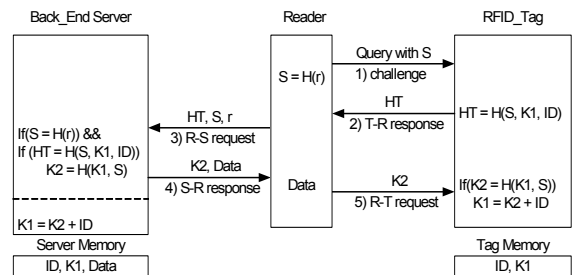 Back_End Server
Reader
RFID_Tag
Query with S
1) challenge
S = H(r)
HT
2) T-R response
HT = H(S, K1, ID)
HT, S, r
3) R-S request
If(S = H(r)) &&
If (HT = H(S, K1, ID))
K2 = H(K1, S)
K2, Data
4) S-R response
Data
K2
5) R-T request
If(K2 = H(K1, S))
K1 = K2 + ID
K1 = K2 + ID
Server Memory
ID, K1, Data
Tag Memory
ID, K1